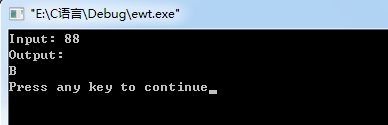 "E:\C语言\Debug\ewt.exe"
Input: 88
Output:
B
Press any key to continue